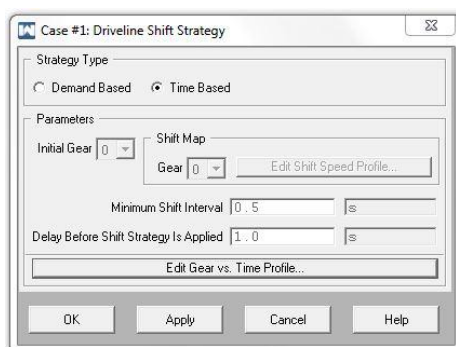 Case #1: Driveline Shift Strategy
Strategy Type
Demand Based Time Based
Parameters
Initial Gear 0
Shift Map
Gear 0 Edit Shift Speed Profile...
Minimum Shift Interval 0.5 s
Delay Before Shift Strategy Is Applied 1.0 s
Edit Gear vs. Time Profile...
OK Apply Cancel Help